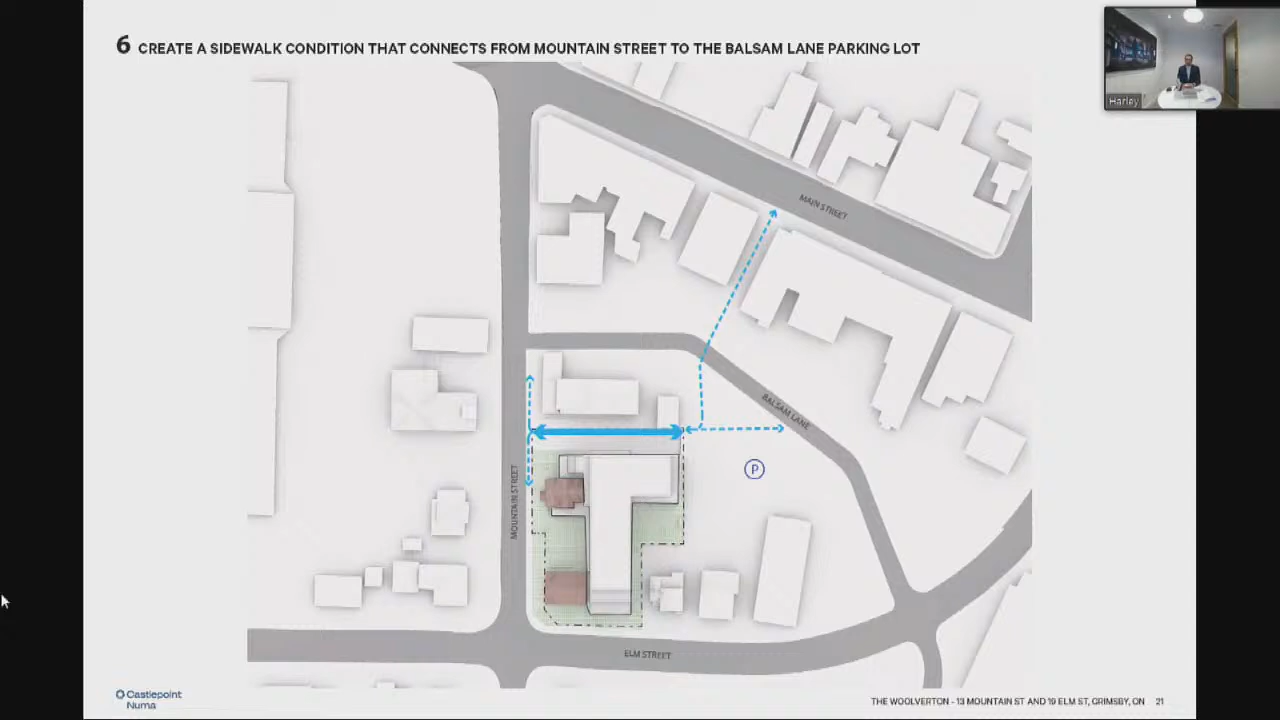 6 CREATE A SIDEWALK CONDITION THAT CONNECTS FROM MOUNTAIN STREET TO THE BALSAM LANE PARKING LOT
Harley
MAIN STREET
BALSAM LANE
P
MOUNTAIN STREET
ELM STREET
Castlepoint
Numa
THE WOOLVERTON - 13 MOUNTAIN ST AND 19 ELM ST, GRIMSBY, ON 21